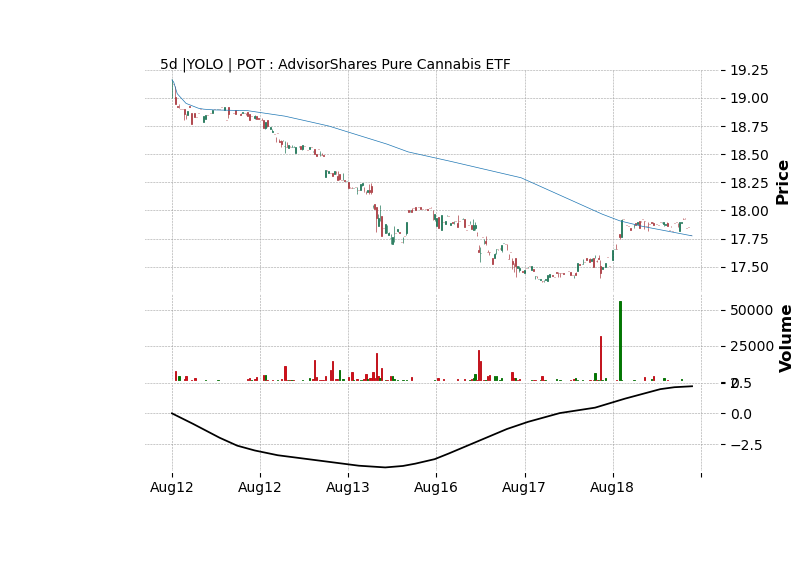 5d |YOLO | POT : AdvisorShares Pure Cannabis ETF
19.25
19.00
18.75
18.50
18.25
18.00
17.75
17.50
Price
50000
25000
Volume
2.5
0.0
−2.5
Aug12
Aug12
Aug13
Aug16
Aug17
Aug18